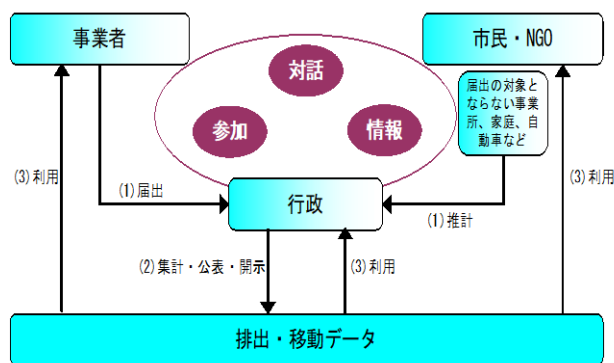 事業者
市民・NGO
対話
参加
情報
届出の対象と
ならない事業
所、家庭、自
動車など
(3)利用
(1)届出
行政
(1)推計
(3)利用
(2)集計・公表・開示
(3)利用
排出・移動データ